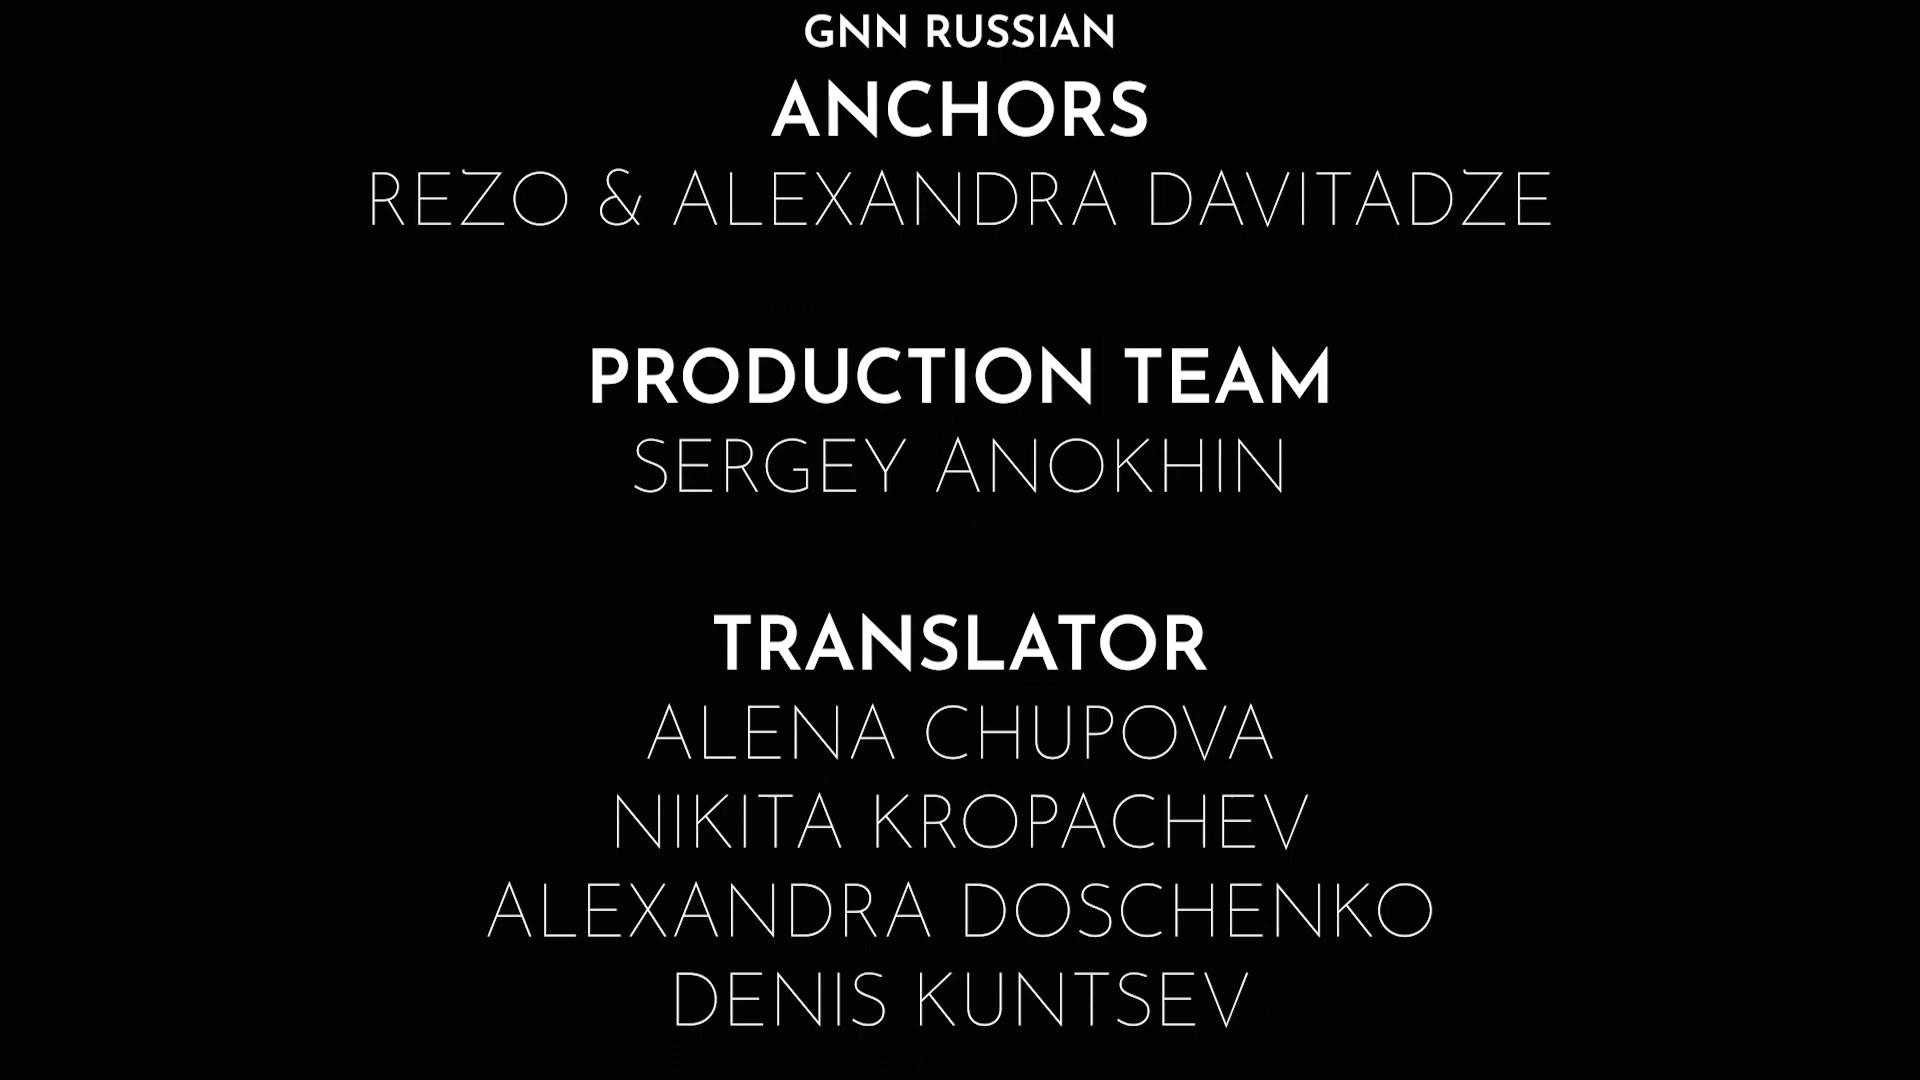 GNN RUSSIAN
ANCHORS
REZO & ALEXANDRA DAVITADZE
PRODUCTION TEAM
SERGEY ANOKHIN
TRANSLATOR
ALENA CHUPOVA
NIKITA KROPACHEV
ALEXANDRA DOSCHENKO
DENIS KUNTSEV